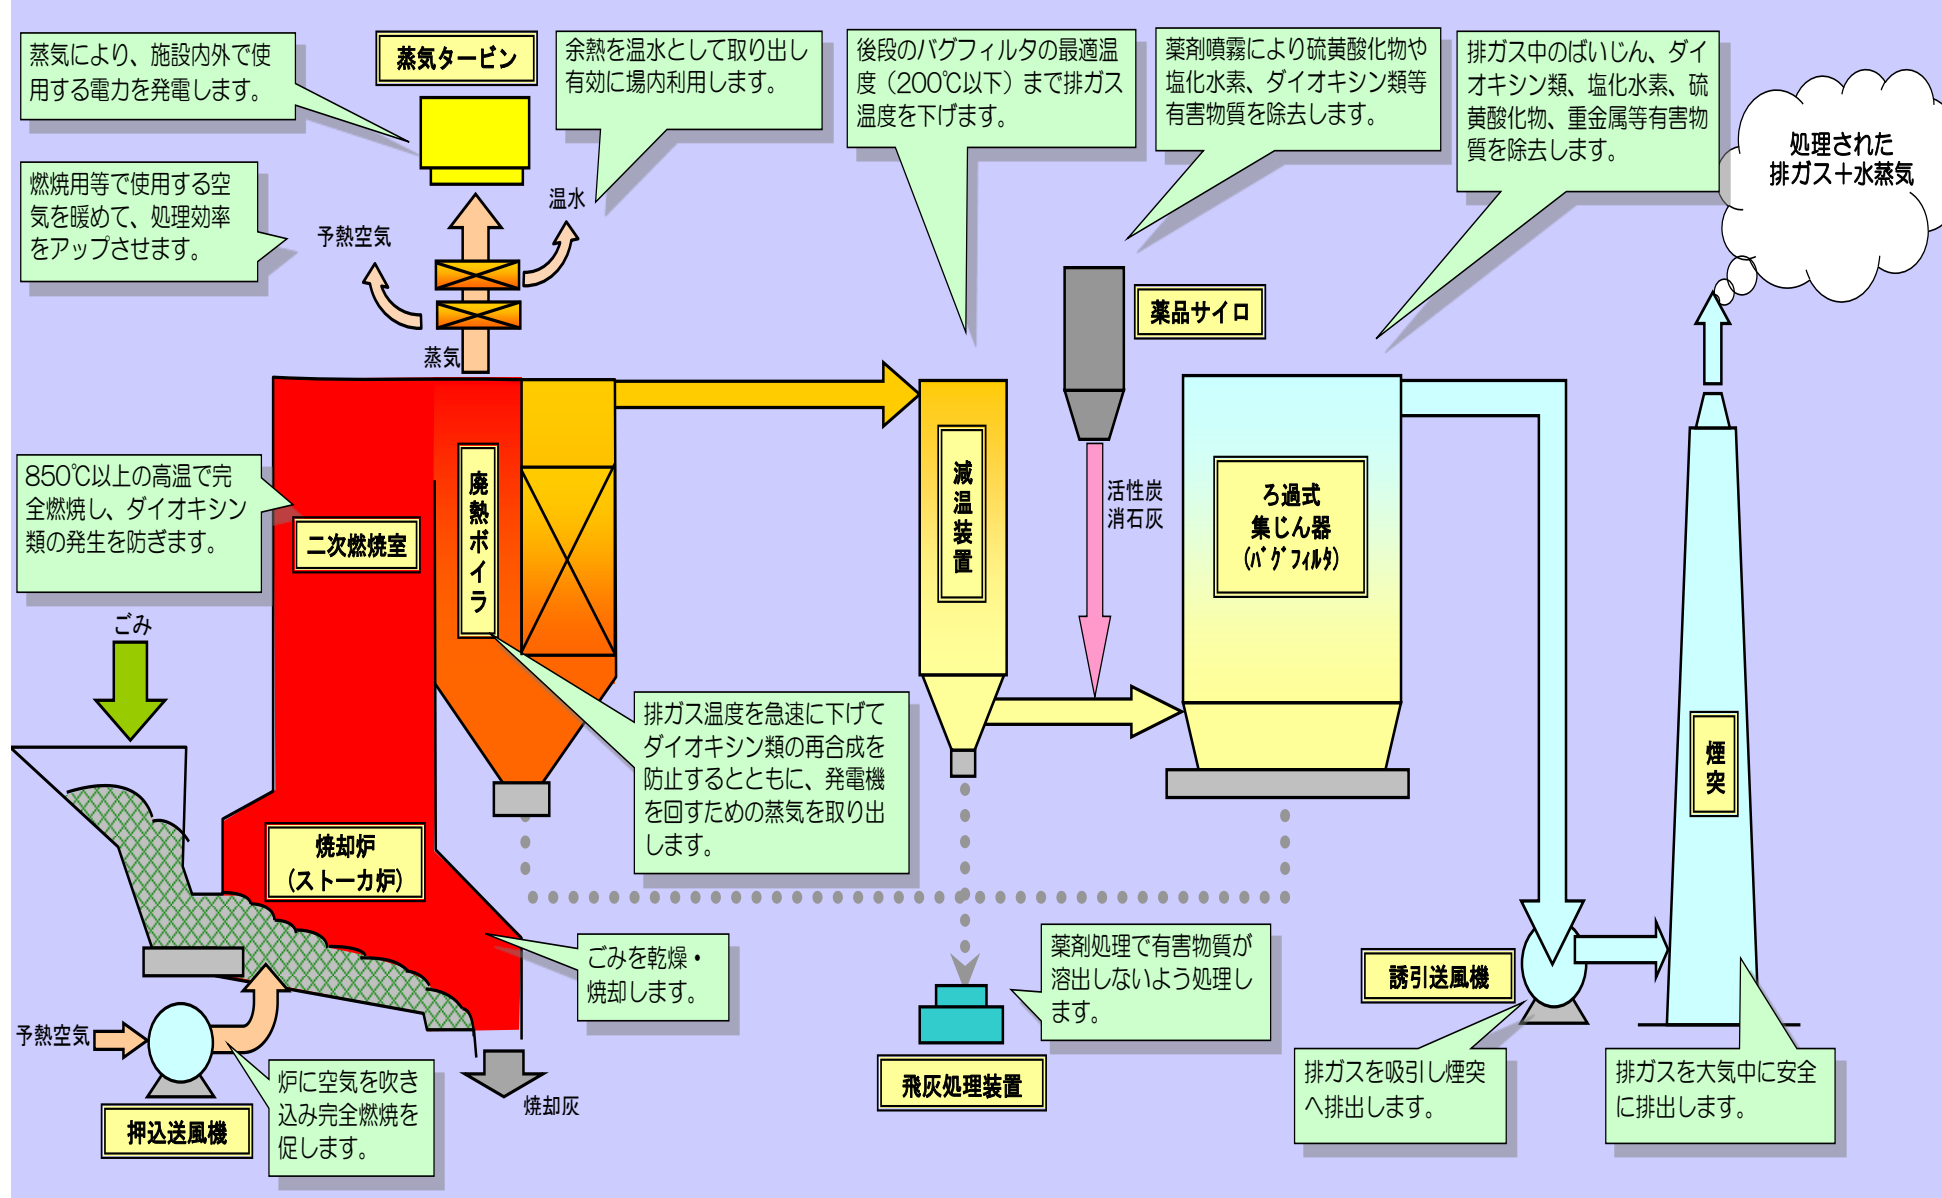 蒸気により、施設内外で使
用する電力を発電します。
蒸気タービン
余熱を温水として取り出し
有効に場内利用します。
後段のバグフィルタの最適温
度（200℃以下）まで排ガス
温度を下げます。
薬剤噴霧により硫黄酸化物や
塩化水素、ダイオキシン類等
有害物質を除去します。
排ガス中のばいじん、ダイ
オキシン類、塩化水素、硫
黄酸化物、重金属等有害物
質を除去します。
処理された
排ガス＋水蒸気
燃焼用等で使用する空
気を暖めて、処理効率
をアップさせます。
予熱空気
温水
蒸気
薬品サイロ
850℃以上の高温で完
全燃焼し、ダイオキシン
類の発生を防ぎます。
二次燃焼室
廃熱ボイラ
減温装置
活性炭
消石灰
ろ過式
集じん器
(ﾊﾞｸﾞﾌｨﾙﾀ)
ごみ
排ガス温度を急速に下げて
ダイオキシン類の再合成を
防止するとともに、発電機
を回すための蒸気を取り出
します。
煙突
焼却炉
(ストーカ炉)
ごみを乾燥・
焼却します。
薬剤処理で有害物質が
溶出しないよう処理し
ます。
誘引送風機
予熱空気
炉に空気を吹き
込み完全燃焼を
促します。
押込送風機
焼却灰
飛灰処理装置
排ガスを吸引し煙突
へ排出します。
排ガスを大気中に安全
に排出します。